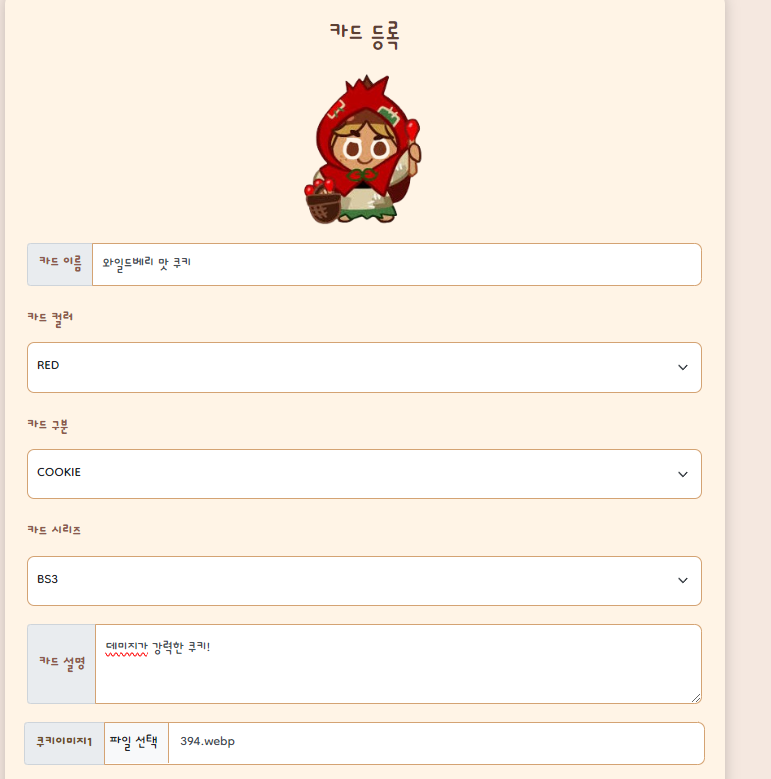 카드 등록
카드 이름 와일드베리 맛 쿠키
카드 컬러
RED
카드 구분
COOKIE
카드 시리즈
BS3
카드 설명 데미지가 강력한 쿠키!
쿠키이미지1 파일 선택 394.webp